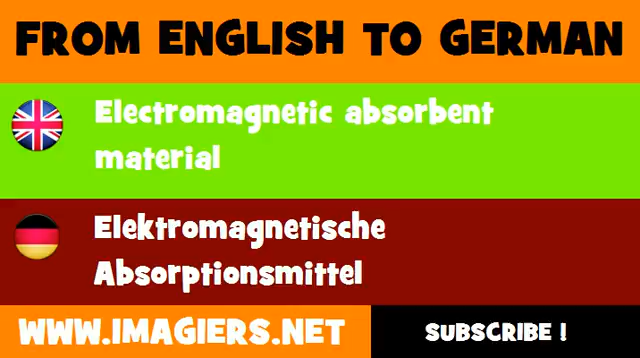 FROM ENGLISH TO GERMAN
Electromagnetic absorbent
material
Elektromagnetische
Absorptionsmittel
WWW.IMAGIERS.NET
SUBSCRIBE !